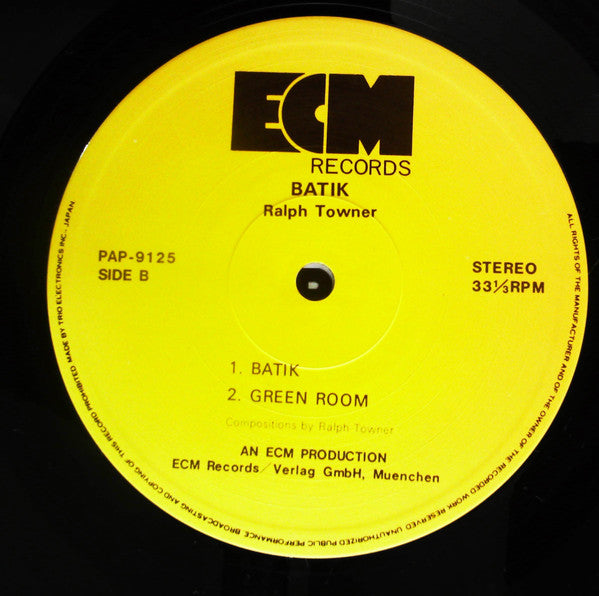 ECM
RECORDS
BATIK
Ralph Towner
PAP-9125
SIDE B
STEREO
33⅓RPM
1. BATIK
2. GREEN ROOM
Compositions by Ralph Towner
AN ECM PRODUCTION
ECM Records/Verlag GmbH, Muenchen
ALL RIGHTS OF THE MANUFACTURER AND OF THE OWNER OF THE RECORDED WORK RESERVED UNAUTHORIZED PUBLIC PERFORMANCE BROADCASTING AND COPYING OF THIS RECORD PROHIBITED MADE BY TRIO ELECTRONICS INC - JAPAN.